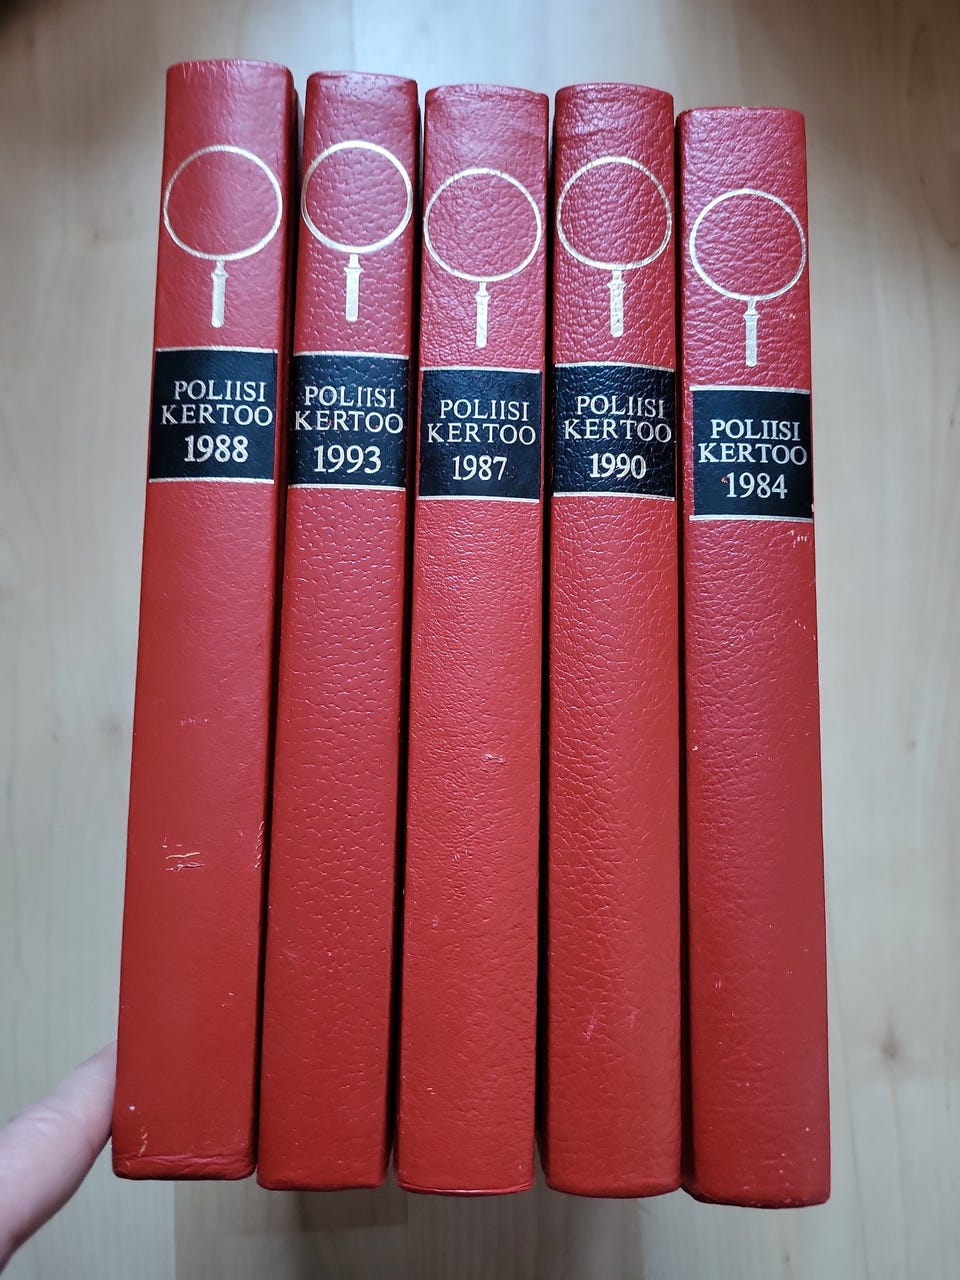 POLIISI
KERTOO
1988
POLIISI
KERTOO
1993
POLIISI
KERTOO
1987
POLIISI
KERTOO
1990
POLIISI
KERTOO
1984